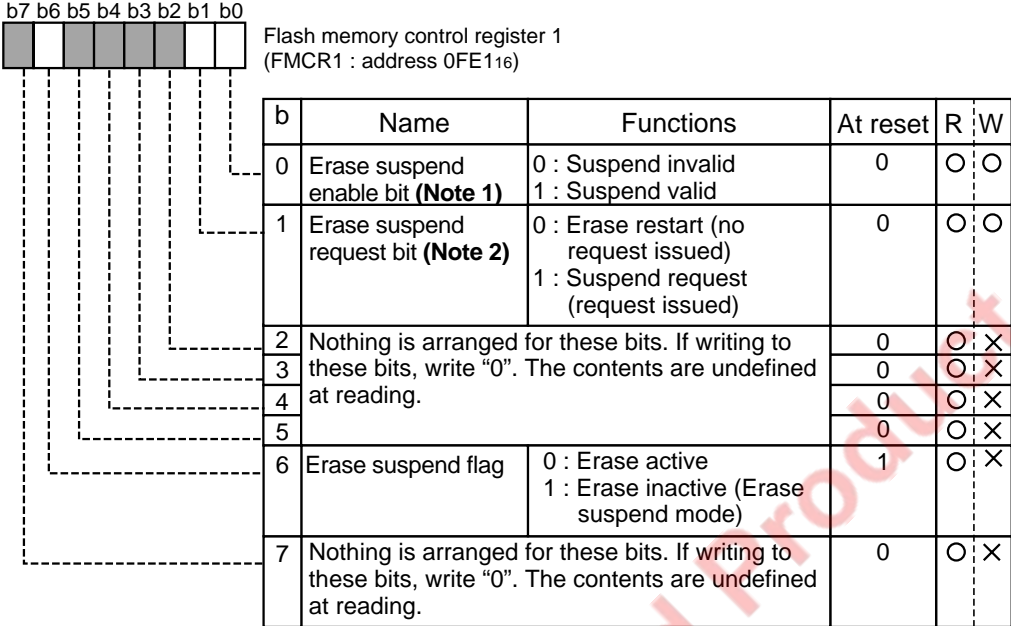 b7 b6 b5 b4 b3 b2 b1 b0
Flash memory control register 1
(FMCR1 : address 0FE116)
b Name Functions At reset R W
0 Erase suspend enable bit (Note 1) 0 : Suspend invalid 0 ○ ○
1 : Suspend valid
1 Erase suspend request bit (Note 2) 0 : Erase restart (no 0 ○ ○
request issued)
1 : Suspend request
(request issued)
2 Nothing is arranged for these bits. If writing to 0 ○ ×
3 these bits, write “0”. The contents are undefined 0 ○ ×
4 at reading. 0 ○ ×
5 0 ○ ×
6 Erase suspend flag 0 : Erase active 1 ○ ×
1 : Erase inactive (Erase
suspend mode)
7 Nothing is arranged for these bits. If writing to 0 ○ ×
these bits, write “0”. The contents are undefined
at reading.
Product